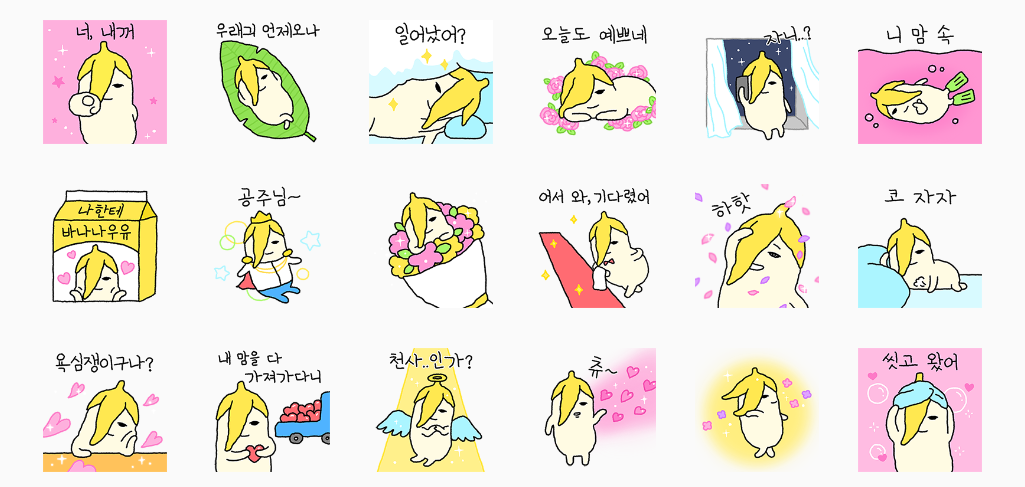 너, 내꺼
우래긔 언제오나
일어났어?
오늘도 예쁘네
자니..?
니 맘 속
나한테
바나나우유
공주님~
어서 와, 기다렸어
하핫
코 자자
욕심쟁이구나?
내 맘을 다
가져가다니
천사..인가?
츄~
씻고 왔어